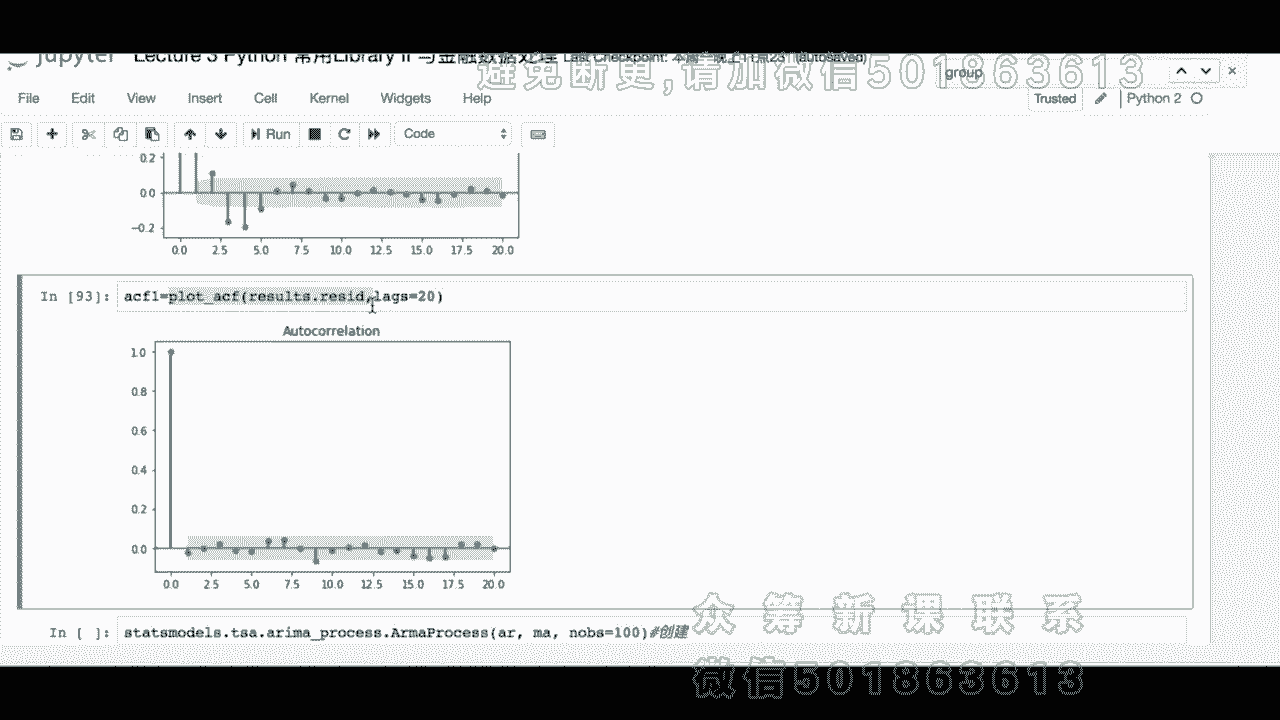 避免断更,请加微信501863613
jupyter Lecture 3 Python 常用Library II 与金融数据处理 Last Checkpoint: 本周一晚上11点23 (autosaved)
group
File Edit View Insert Cell Kernel Widgets Help
Trusted Python 2
Run Code
0.2
0.0
−0.2
0.0 2.5 5.0 7.5 10.0 12.5 15.0 17.5 20.0
In [93]: acf1=plot_acf(results.resid,lags=20)
Autocorrelation
1.0
0.8
0.6
0.4
0.2
0.0
0.0 2.5 5.0 7.5 10.0 12.5 15.0 17.5 20.0
众筹新课联系
In [ ]: statsmodels.tsa.arima_process.ArmaProcess(ar, ma, nobs=100)#创建
微信501863613